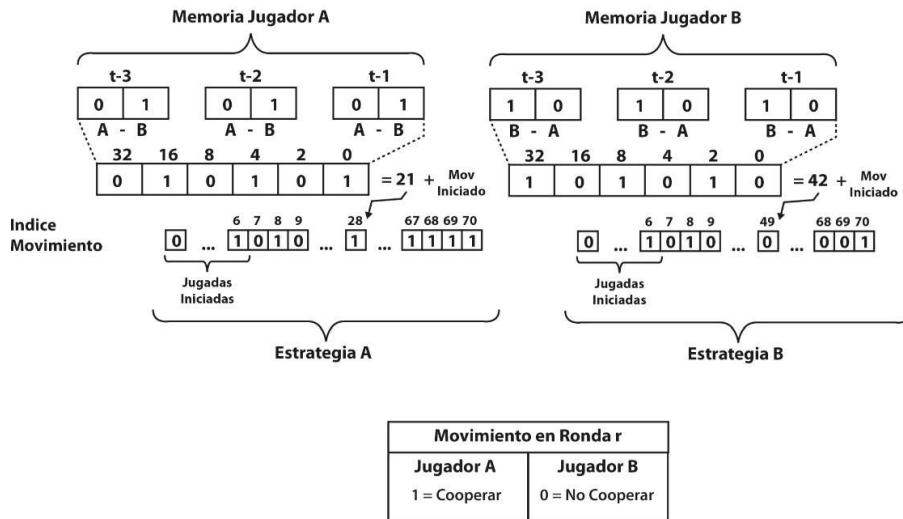 Memoria Jugador A
t-3 t-2 t-1
0 1 0 1 0 1
A - B A - B A - B
32 16 8 4 2 0
0 1 0 1 0 1 = 21 + Mov Iniciado
Indice Movimiento
6 7 8 9 28 67 68 69 70
0 ... 1 0 1 0 ... 1 ... 1 1 1 1
Jugadas
Iniciadas
Estrategia A
Memoria Jugador B
t-3 t-2 t-1
1 0 1 0 1 0
B - A B - A B - A
32 16 8 4 2 0
1 0 1 0 1 0 = 42 + Mov Iniciado
6 7 8 9 49 68 69 70
0 ... 1 0 1 0 ... 0 ... 0 0 1
Jugadas
Iniciadas
Estrategia B
Movimiento en Ronda r
Jugador A Jugador B
1 = Cooperar 0 = No Cooperar